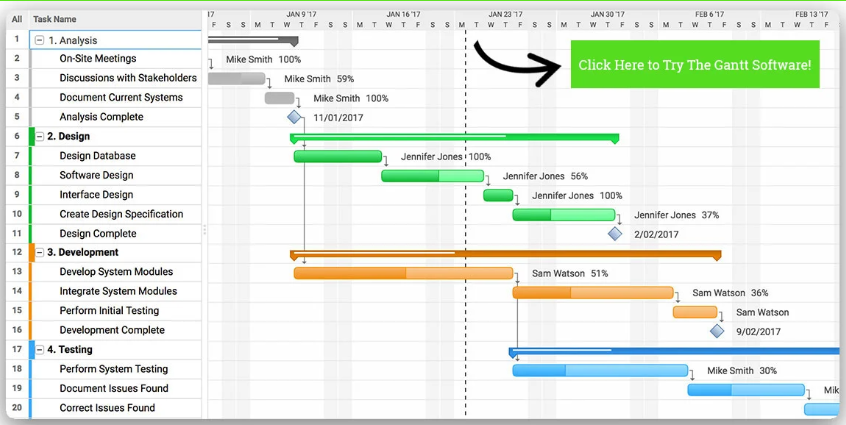 All Task Name 17 JAN 9 '17 JAN 16 '17 JAN 23 '17 JAN 30 '17 FEB 6 '17 FEB 13 '17
F S S M T W T F S S M T W T F S S M T W T F S S M T W T F S S M T W T F S S M T W T F
1 1. Analysis
2 On-Site Meetings Mike Smith 100%
3 Discussions with Stakeholders Mike Smith 59%
4 Document Current Systems Mike Smith 100%
5 Analysis Complete 11/01/2017
Click Here to Try The Gantt Software!
6 2. Design
7 Design Database Jennifer Jones 100%
8 Software Design Jennifer Jones 56%
9 Interface Design Jennifer Jones 100%
10 Create Design Specification Jennifer Jones 37%
11 Design Complete 2/02/2017
12 3. Development
13 Develop System Modules Sam Watson 51%
14 Integrate System Modules Sam Watson 36%
15 Perform Initial Testing Sam Watson
16 Development Complete 9/02/2017
17 4. Testing
18 Perform System Testing Mike Smith 30%
19 Document Issues Found Mik
20 Correct Issues Found